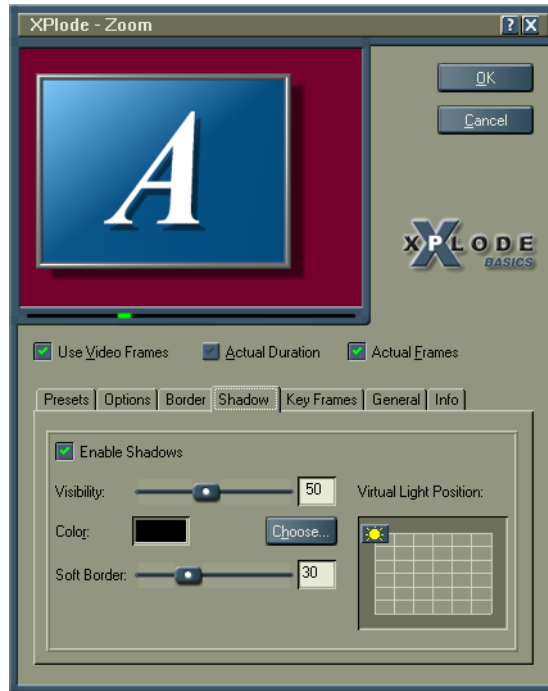 XPlode - Zoom
A
OK
Cancel
XPLODE
BASICS
Use Video Frames Actual Duration Actual Frames
Presets Options Border Shadow Key Frames General Info
Enable Shadows
Visibility: 50 Virtual Light Position:
Color: Choose...
Soft Border: 30